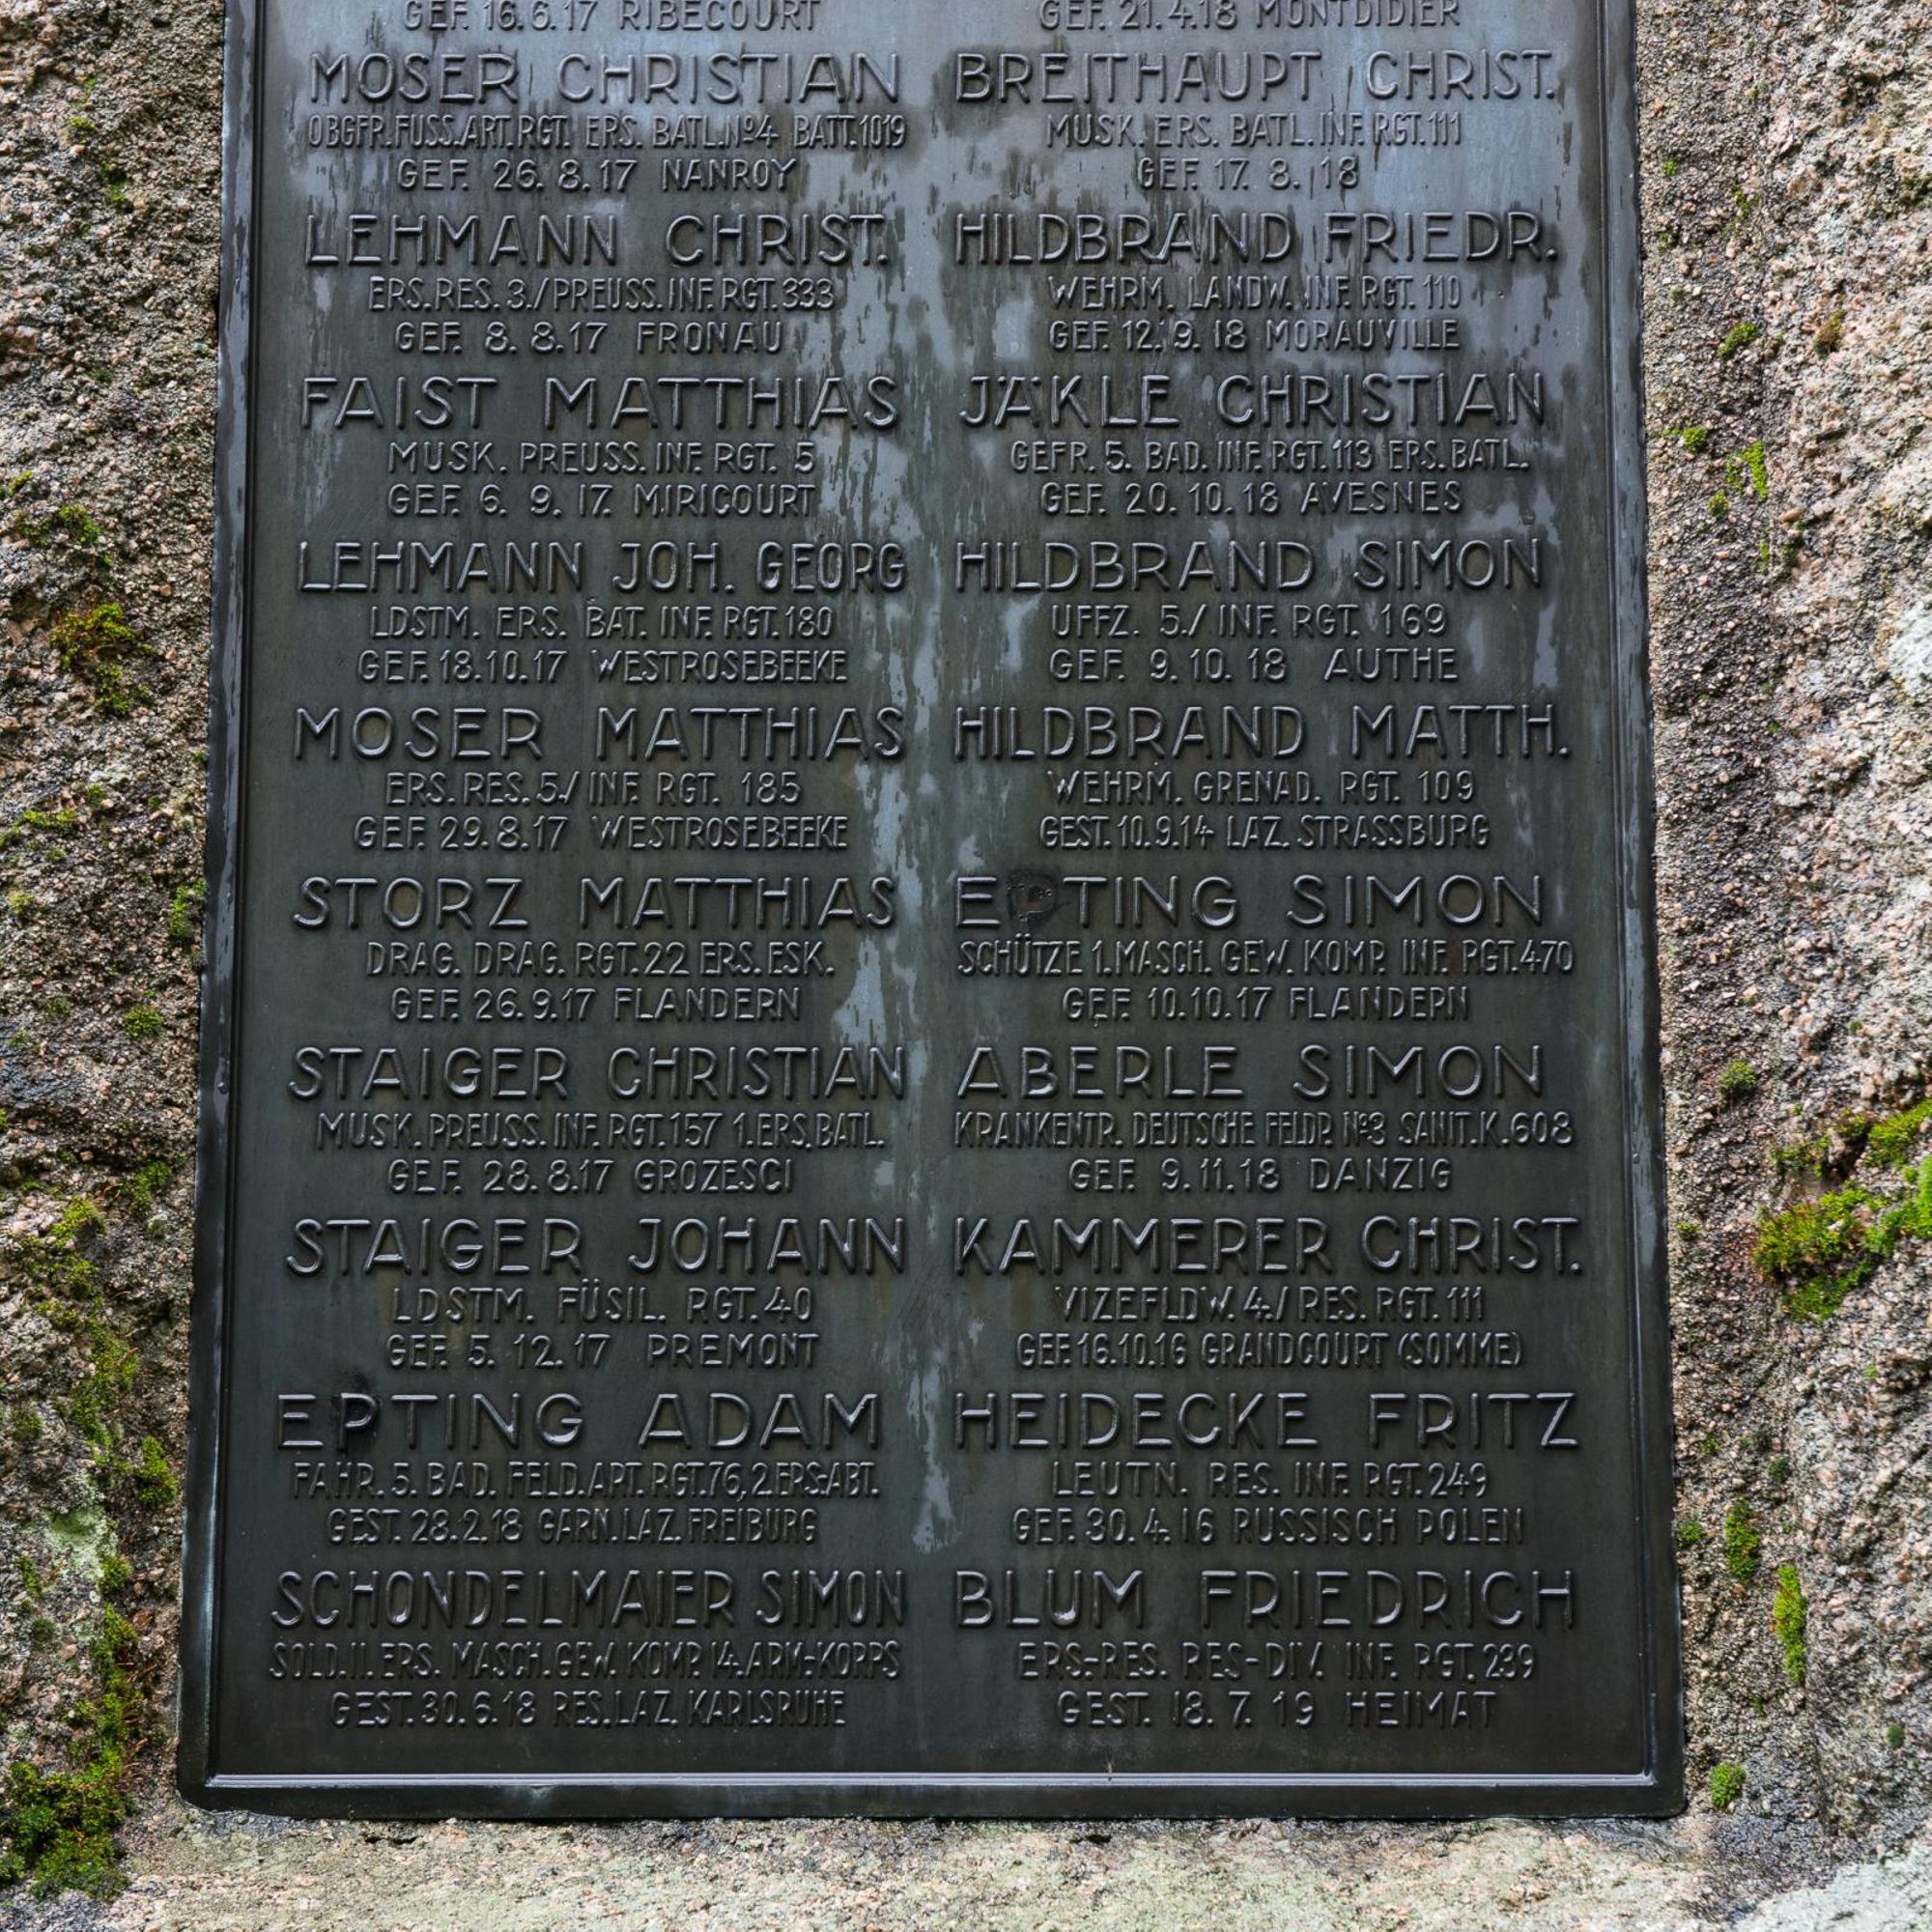 GEF. 16.6.17 RIBECOURT
MOSER CHRISTIAN
OBGFR.FUSS.ART.RGT. ERS. BATL.Nº4 BATT.1019
GEF. 26. 8.17 NANROY
LEHMANN CHRIST.
ERS.RES. 3./PREUSS. INF. RGT. 333
GEF. 8. 8.17 FRONAU
FAIST MATTHIAS
MUSK. PREUSS. INF. RGT. 5
GEF. 6. 9. 17. MIRICOURT
LEHMANN JOH. GEORG
LDSTM. ERS. BAT. INF. RGT. 180
GEF. 18.10.17 WESTROSEBEEKE
MOSER MATTHIAS
ERS. RES. 5./ INF. RGT. 185
GEF. 29.8.17 WESTROSEBEEKE
STORZ MATTHIAS
DRAG. DRAG. RGT.22 ERS. ESK.
GEF. 26.9.17 FLANDERN
STAIGER CHRISTIAN
MUSK. PREUSS. INF. RGT.157 1.ERS. BATL.
GEF. 28.8.17 GROZESCI
STAIGER JOHANN
LDSTM. FÜSIL. RGT. 40
GEF. 5. 12. 17 PREMONT
EPTING ADAM
FAHR. 5. BAD. FELD.ART. RGT.76, 2.ERS.ABT.
GEST. 28.2.18 GARN. LAZ. FREIBURG
SCHONDELMAIER SIMON
SOLD. II. ERS. MASCH. GEW. KOMP. 14. ARM.-KORPS
GEST. 30.6.18 RES. LAZ. KARLSRUHE
GEF. 21.4.18 MONTDIDIER
BREITHAUPT CHRIST.
MUSK. ERS. BATL. INF. RGT. 111
GEF. 17. 8. 18
HILDBRAND FRIEDR.
WEHRM. LANDW. INF. RGT. 110
GEF. 12. 9. 18 MORAUVILLE
JÄKLE CHRISTIAN
GEFR. 5. BAD. INF. RGT. 113 ERS. BATL.
GEF. 20. 10. 18 AVESNES
HILDBRAND SIMON
UFFZ. 5./ INF. RGT. 169
GEF. 9. 10. 18 AUTHE
HILDBRAND MATTH.
WEHRM. GRENAD. RGT. 109
GEST. 10.9.14 LAZ. STRASSBURG
EPTING SIMON
SCHÜTZE 1. MASCH. GEW. KOMP. INF. RGT. 470
GEF. 10.10.17 FLANDERN
ABERLE SIMON
KRANKENTR. DEUTSCHE FELDP. Nº3 SANIT.K.608
GEF. 9.11.18 DANZIG
KAMMERER CHRIST.
VIZEFLDW. 4./ RES. RGT. 111
GEF. 16.10.16 GRANDCOURT (SOMME)
HEIDECKE FRITZ
LEUTN. RES. INF. RGT. 249
GEF. 30. 4. 16 RUSSISCH POLEN
BLUM FRIEDRICH
ERS.-RES. RES-DIV. INF. RGT. 239
GEST. 18. 7. 19 HEIMAT